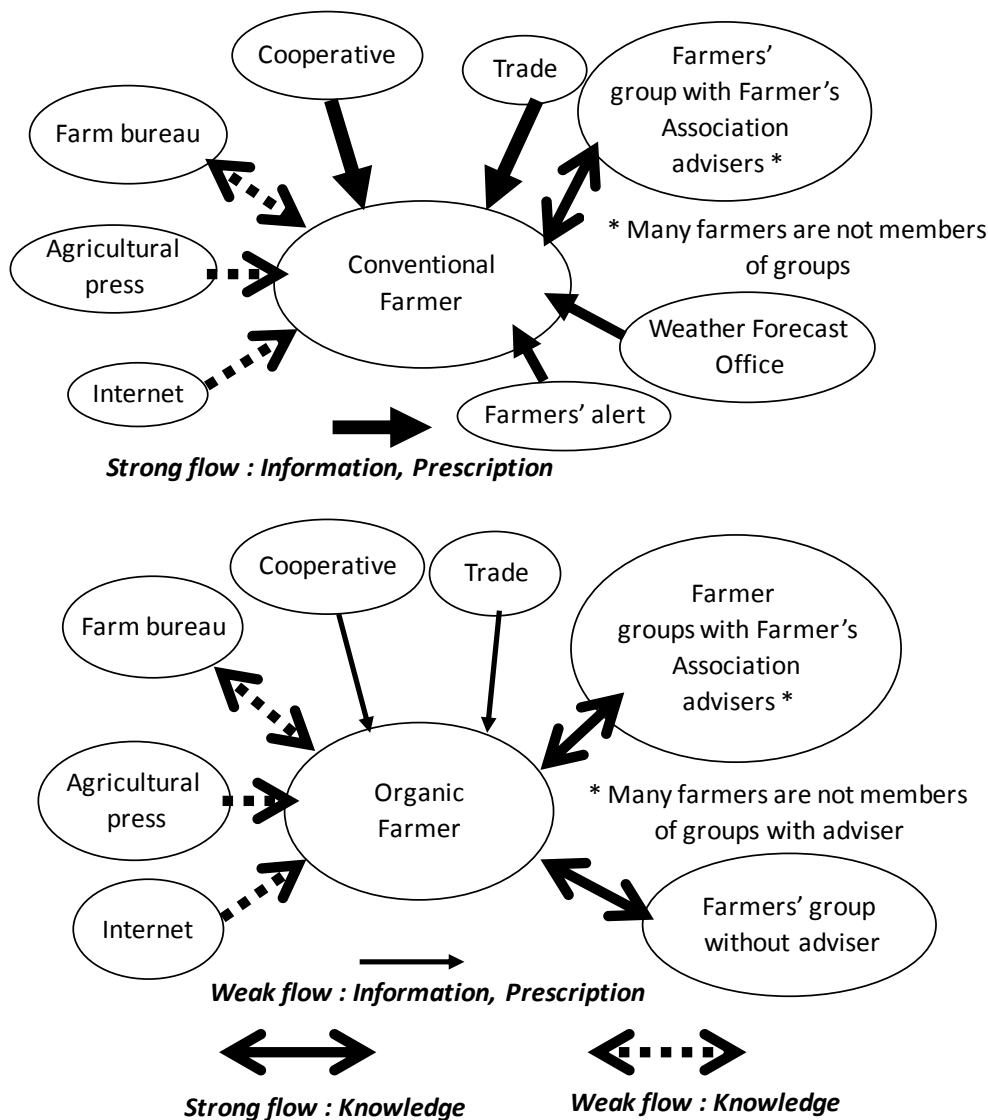 Cooperative
Trade
Farmers’
group with Farmer’s
Association
advisers *
Farm bureau
* Many farmers are not members
of groups
Agricultural
press
Conventional
Farmer
Weather Forecast
Office
Internet
Farmers’ alert
Strong flow : Information, Prescription
Cooperative
Trade
Farmer
groups with Farmer’s
Association
advisers *
Farm bureau
Agricultural
press
Organic
Farmer
* Many farmers are not members
of groups with adviser
Internet
Farmers’ group
without adviser
Weak flow : Information, Prescription
Strong flow : Knowledge
Weak flow : Knowledge